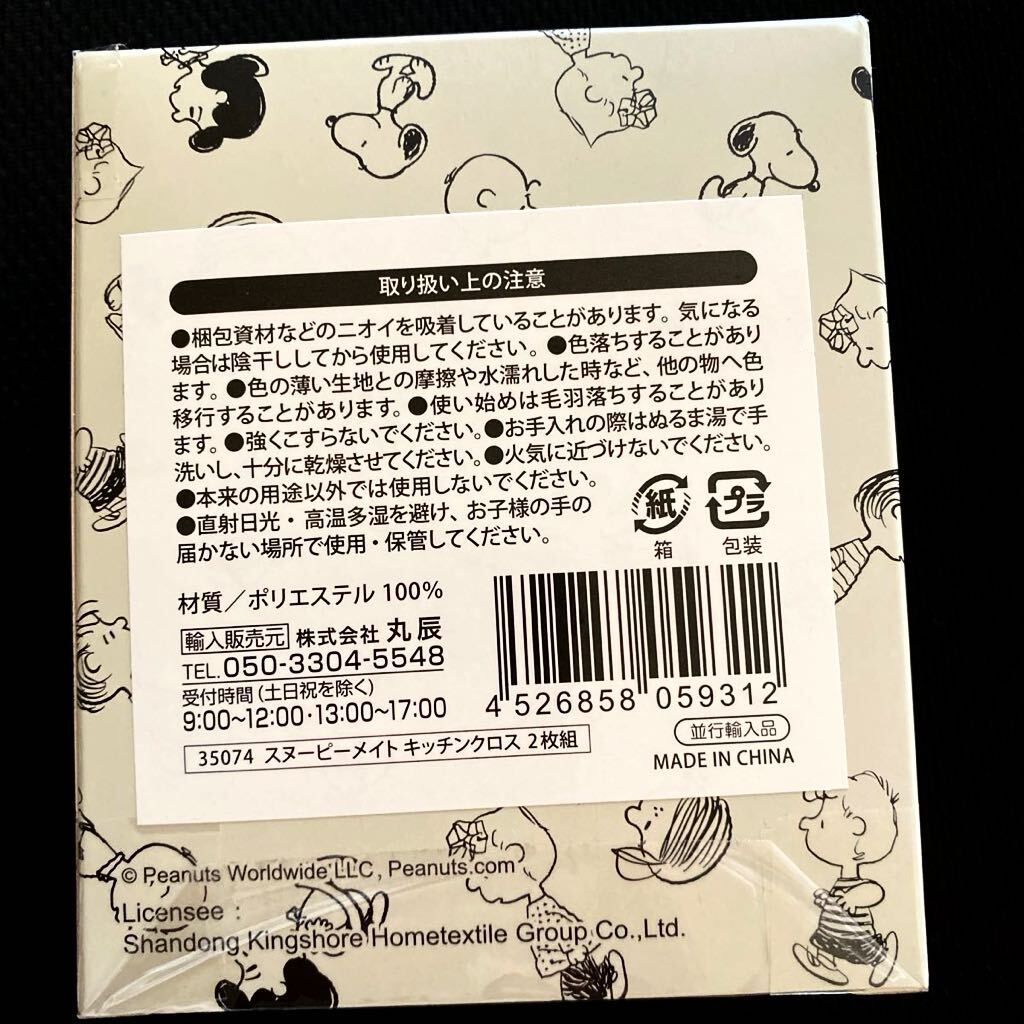 取り扱い上の注意
●梱包資材などのニオイを吸着していることがあります。気になる
場合は陰干ししてから使用してください。●色落ちすることがあり
ます。●色の薄い生地との摩擦や水濡れした時など、他の物へ色
移行することがあります。●使い始めは毛羽落ちすることがあり
ます。●強くこすらないでください。●お手入れの際はぬるま湯で手
洗いし、十分に乾燥させてください。●火気に近づけないでください。
●本来の用途以外では使用しないでください。
●直射日光・高温多湿を避け、お子様の手の
届かない場所で使用・保管してください。
紙 プラ
箱 包装
材質／ポリエステル 100%
輸入販売元 株式会社 丸辰
TEL.050-3304-5548
受付時間（土日祝を除く）
9:00~12:00・13:00~17:00
35074 スヌーピーメイト キッチンクロス 2枚組
4 526858 059312
並行輸入品
MADE IN CHINA
© Peanuts Worldwide LLC, Peanuts.com
Licensee :
Shandong Kingshore Hometextile Group Co.,Ltd.